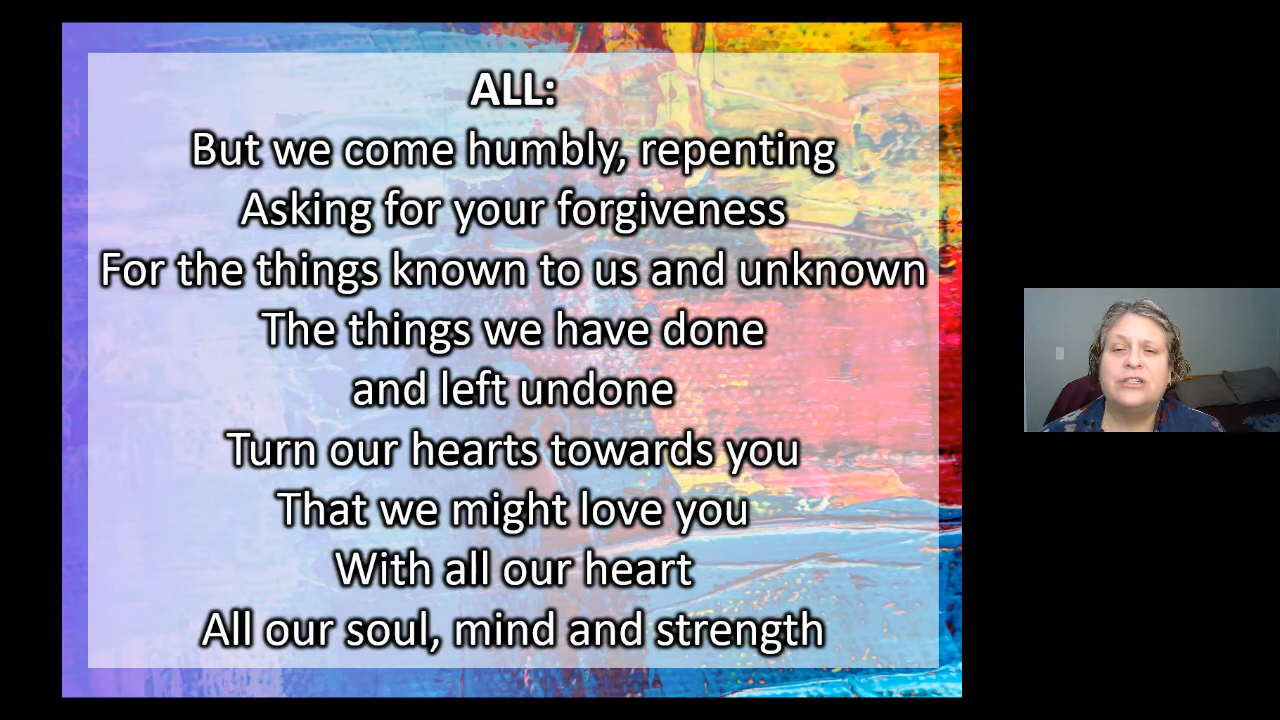 ALL:
But we come humbly, repenting
Asking for your forgiveness
For the things known to us and unknown
The things we have done
and left undone
Turn our hearts towards you
That we might love you
With all our heart
All our soul, mind and strength